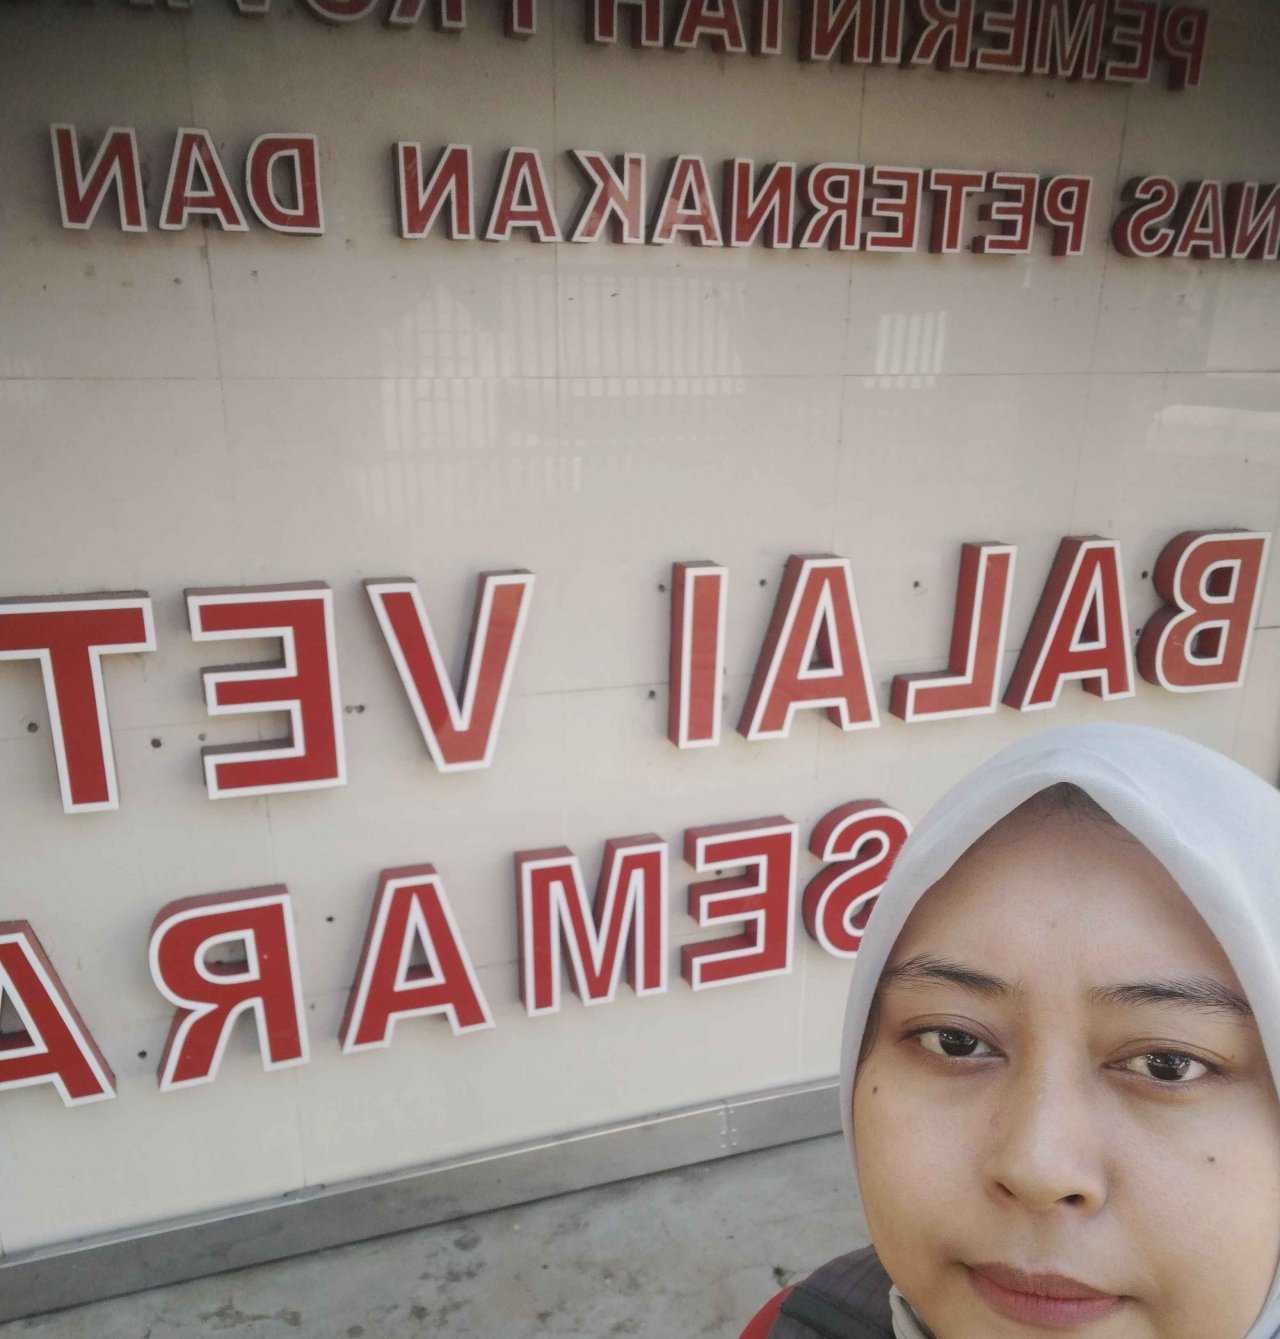 PEMERINTAH
NAS PETERNAKAN DAN
BALAI VET
SEMARA